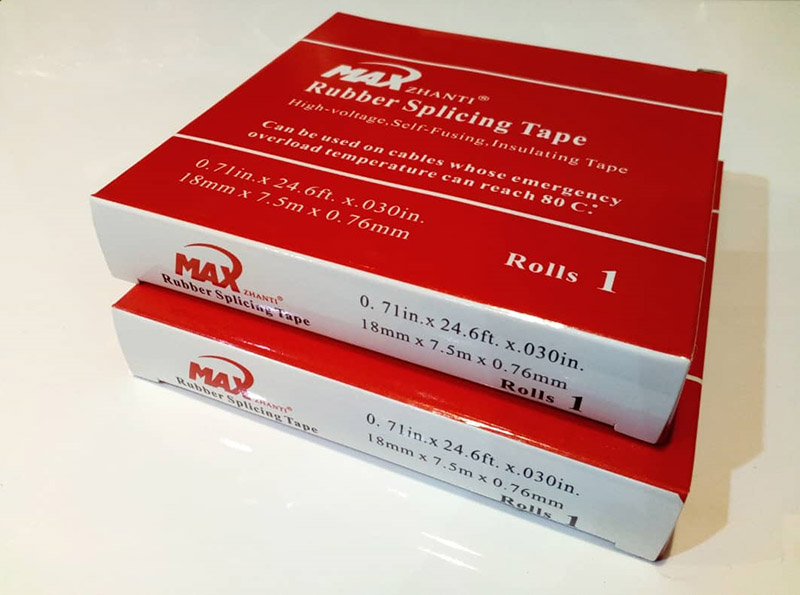 MAX
ZHANTI®
Rubber Splicing Tape
High-voltage,Self-Fusing,Insulating Tape
Can be used on cables whose emergency
overload temperature can reach 80 C:
0.71in.x 24.6ft.x.030in.
18mm x 7.5m x 0.76mm
Rolls 1
MAX
ZHANTI®
Rubber Splicing Tape
0. 71in.x 24.6ft. x.030in.
18mm x 7.5m x 0.76mm
Rolls 1
MAX
ZHANTI®
Rubber Splicing Tape
0. 71in.x 24.6ft. x.030in.
18mm x 7.5m x 0.76mm
Rolls 1